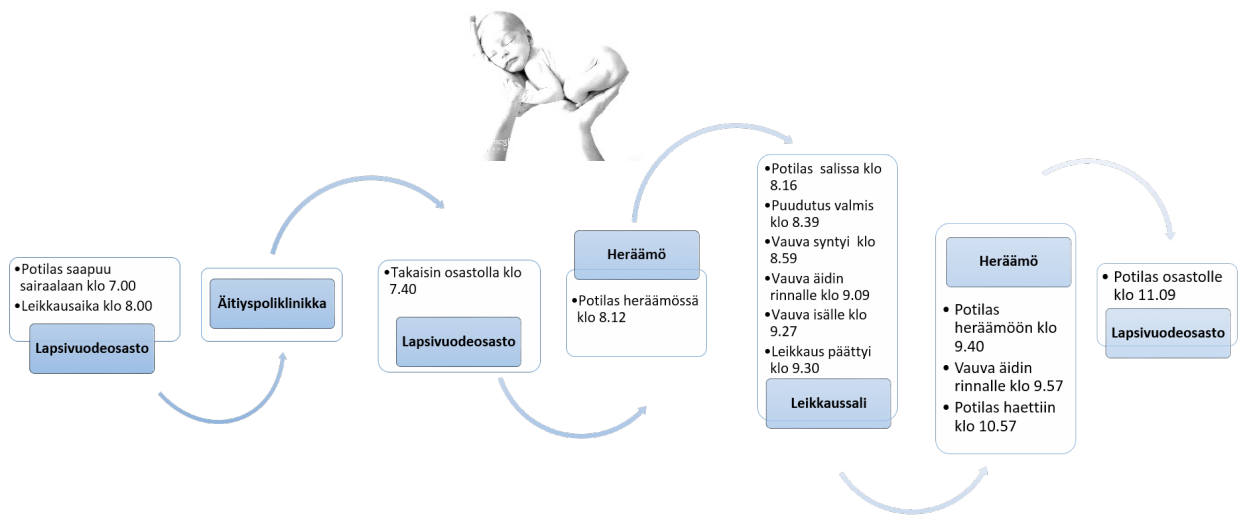 •Potilas saapuu
sairaalaan klo 7.00
•Leikkausaika klo 8.00
Lapsivuodeosasto
Äitiyspoliklinikka
•Takaisin osastolla klo
7.40
Lapsivuodeosasto
Heräämö
•Potilas heräämössä
klo 8.12
•Potilas salissa klo
8.16
•Puudutus valmis
klo 8.39
•Vauva syntyi klo
8.59
•Vauva äidin
rinnalle klo 9.09
•Vauva isälle klo
9.27
•Leikkaus päättyi
klo 9.30
Leikkaussali
Heräämö
• Potilas
heräämöön klo
9.40
• Vauva äidin
rinnalle klo 9.57
• Potilas haettiin
klo 10.57
• Potilas osastolle
klo 11.09
Lapsivuodeosasto